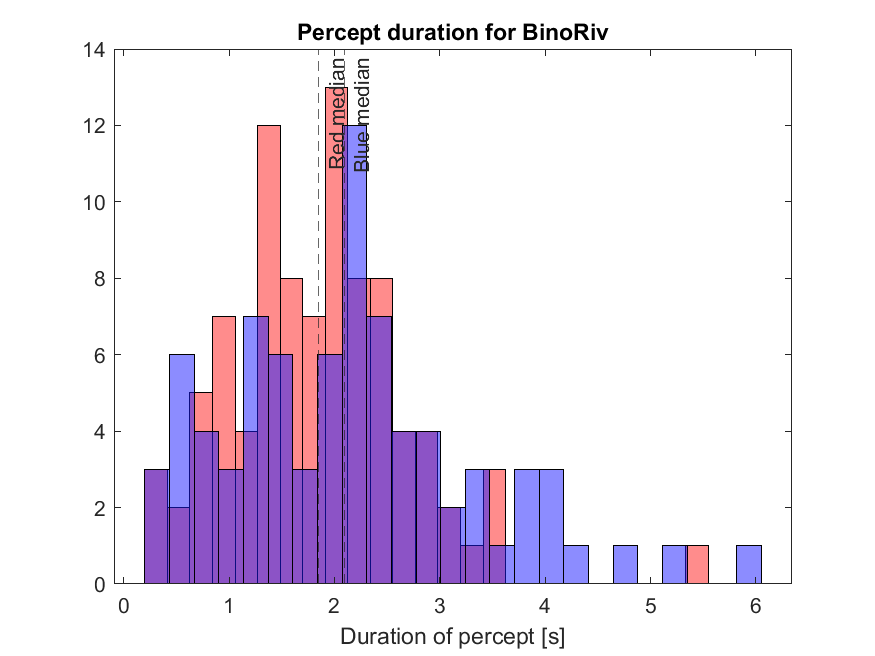 Percept duration for BinoRiv
14
12
10
8
6
4
2
0
Red median
Blue median
0 1 2 3 4 5 6
Duration of percept [s]